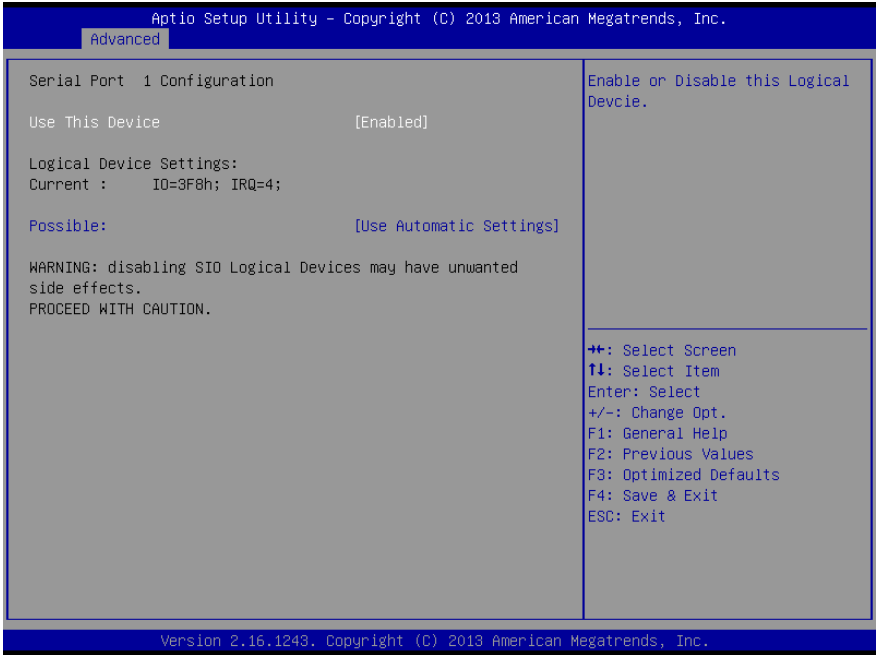 Aptio Setup Utility – Copyright (C) 2013 American Megatrends, Inc.
Advanced
Serial Port  1 Configuration
Use This Device [Enabled]
Logical Device Settings:
Current :   IO=3F8h; IRQ=4;
Possible: [Use Automatic Settings]
WARNING: disabling SIO Logical Devices may have unwanted
side effects.
PROCEED WITH CAUTION.
Enable or Disable this Logical
Devcie.
→←: Select Screen
↑↓: Select Item
Enter: Select
+/-: Change Opt.
F1: General Help
F2: Previous Values
F3: Optimized Defaults
F4: Save & Exit
ESC: Exit
Version 2.16.1243. Copyright (C) 2013 American Megatrends, Inc.